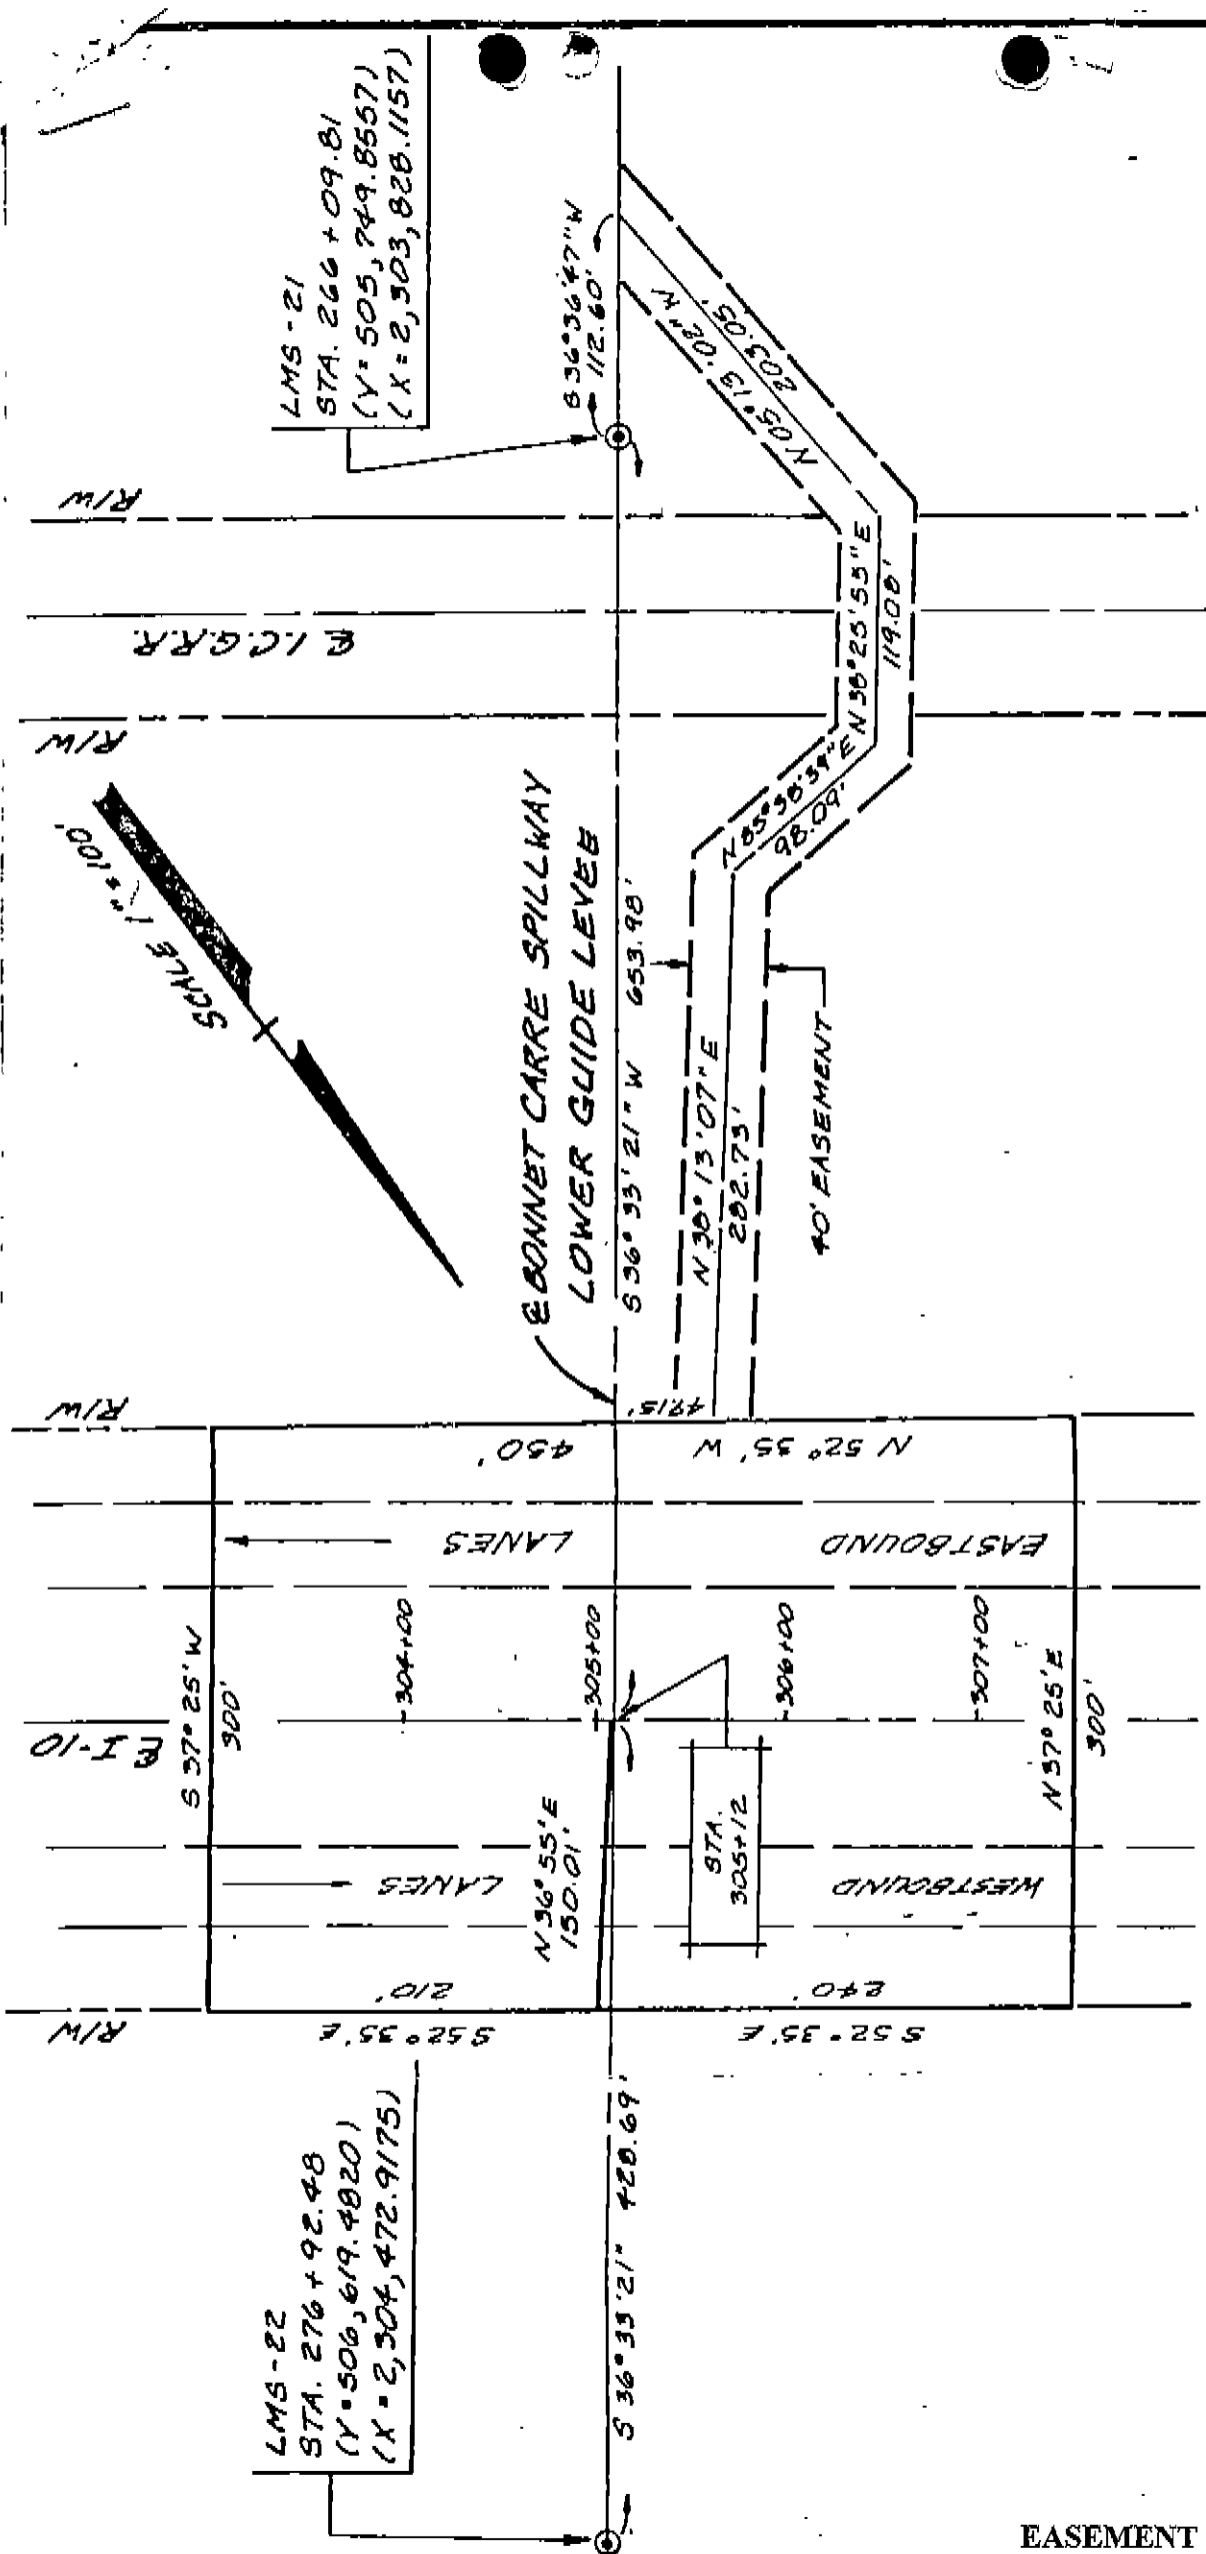 LMS-21
STA. 266+09.81
(Y=505,749.8557)
(X=2,303,828.1157)
S 36°36'47" W
112.60'
N 05°13'02" W
203.05'
R/W
℄ I.C.G.R.R.
R/W
N 38°25'55" E
119.08'
N 85°38'39" E
98.09'
SCALE 1"=100'
℄ BONNET CARRE SPILLWAY
LOWER GUIDE LEVEE
S 36°33'21" W 653.98'
N 38°13'07" E
282.73'
40' EASEMENT
R/W
47.15'
450'
N 52° 35' W
LANES
EASTBOUND
S 37° 25' W
300'
304+00
305+00
306+00
307+00
N 37° 25' E
300'
℄ I-10
N 36° 55' E
150.01'
STA.
305+12
LANES
WESTBOUND
210'
240'
R/W
S 52° 35' E
S 52° 35' E
LMS-22
STA. 276+92.48
(Y=506,619.4820)
(X=2,304,472.9175)
S 36°33'21" 428.69'
EASEMENT